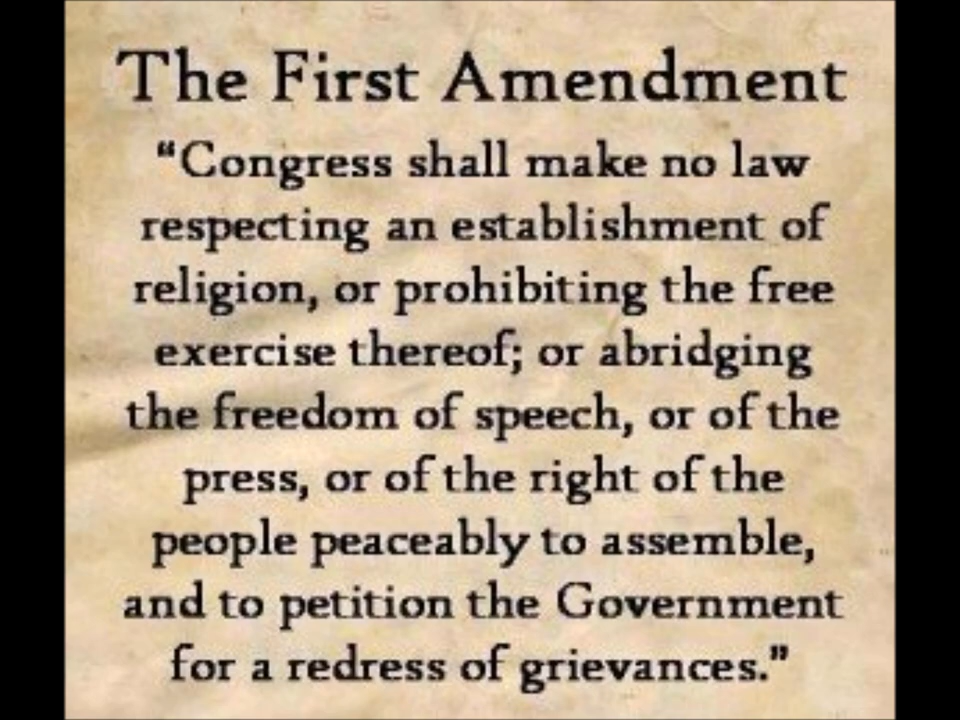 The First Amendment
“Congress shall make no law
respecting an establishment of
religion, or prohibiting the free
exercise thereof; or abridging
the freedom of speech, or of the
press, or of the right of the
people peaceably to assemble,
and to petition the Government
for a redress of grievances.”